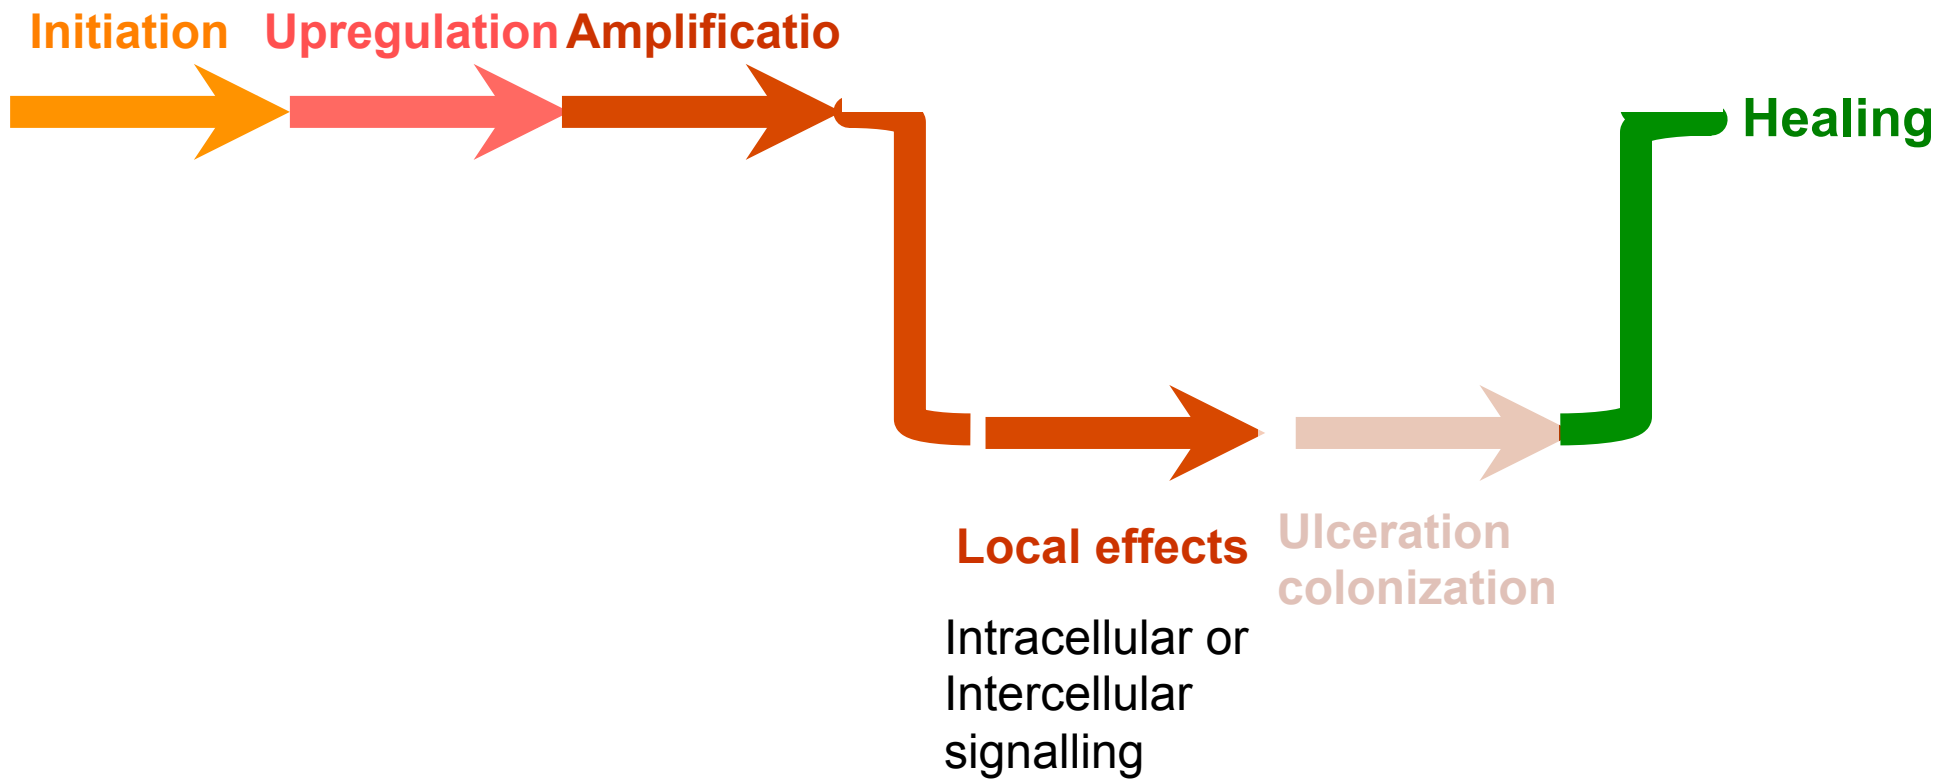 Initiation
Upregulation
Amplificatio
Healing
Local effects
Ulceration
colonization
Intracellular or
Intercellular
signalling